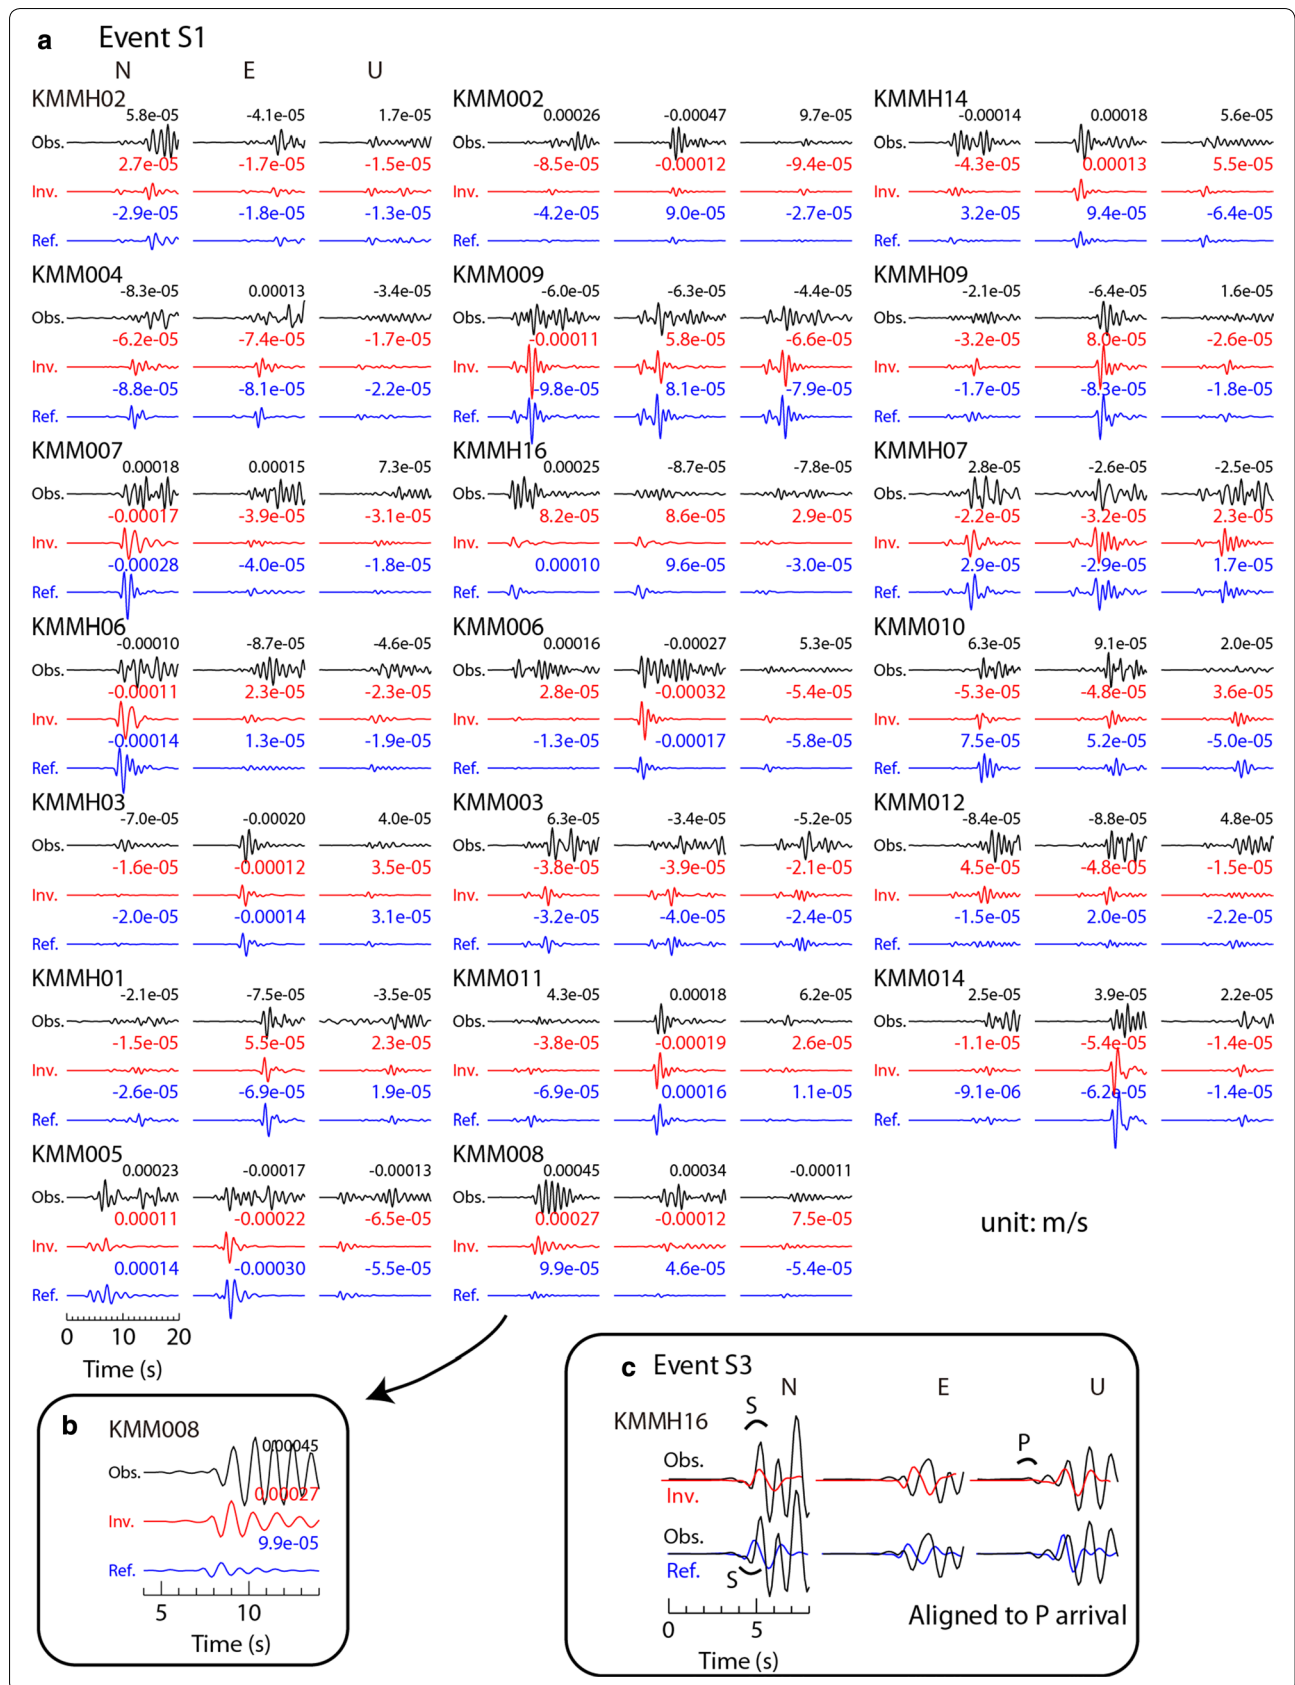 a Event S1
N E U
KMMH02 KMM002 KMMH14
5.8e-05 -4.1e-05 1.7e-05 0.00026 -0.00047 9.7e-05 -0.00014 0.00018 5.6e-05
Obs. Obs. Obs.
2.7e-05 -1.7e-05 -1.5e-05 -8.5e-05 -0.00012 -9.4e-05 -4.3e-05 0.00013 5.5e-05
Inv. Inv. Inv.
-2.9e-05 -1.8e-05 -1.3e-05 -4.2e-05 9.0e-05 -2.7e-05 3.2e-05 9.4e-05 -6.4e-05
Ref. Ref. Ref.
KMM004 KMM009 KMMH09
-8.3e-05 0.00013 -3.4e-05 -6.0e-05 -6.3e-05 -4.4e-05 -2.1e-05 -6.4e-05 1.6e-05
Obs. Obs. Obs.
-6.2e-05 -7.4e-05 -1.7e-05 -0.00011 5.8e-05 -6.6e-05 -3.2e-05 8.0e-05 -2.6e-05
Inv. Inv. Inv.
-8.8e-05 -8.1e-05 -2.2e-05 -9.8e-05 8.1e-05 -7.9e-05 -1.7e-05 -8.3e-05 -1.8e-05
Ref. Ref. Ref.
KMM007 KMMH16 KMMH07
0.00018 0.00015 7.3e-05 0.00025 -8.7e-05 -7.8e-05 2.8e-05 -2.6e-05 -2.5e-05
Obs. Obs. Obs.
-0.00017 -3.9e-05 -3.1e-05 8.2e-05 8.6e-05 2.9e-05 -2.2e-05 -3.2e-05 2.3e-05
Inv. Inv. Inv.
-0.00028 -4.0e-05 -1.8e-05 0.00010 9.6e-05 -3.0e-05 2.9e-05 -2.9e-05 1.7e-05
Ref. Ref. Ref.
KMMH06 KMM006 KMM010
-0.00010 -8.7e-05 -4.6e-05 0.00016 -0.00027 5.3e-05 6.3e-05 9.1e-05 2.0e-05
Obs. Obs. Obs.
-0.00011 2.3e-05 -2.3e-05 2.8e-05 -0.00032 -5.4e-05 -5.3e-05 -4.8e-05 3.6e-05
Inv. Inv. Inv.
-0.00014 1.3e-05 -1.9e-05 -1.3e-05 -0.00017 -5.8e-05 7.5e-05 5.2e-05 -5.0e-05
Ref. Ref. Ref.
KMMH03 KMM003 KMM012
-7.0e-05 -0.00020 4.0e-05 6.3e-05 -3.4e-05 -5.2e-05 -8.4e-05 -8.8e-05 4.8e-05
Obs. Obs. Obs.
-1.6e-05 -0.00012 3.5e-05 -3.8e-05 -3.9e-05 -2.1e-05 4.5e-05 -4.8e-05 -1.5e-05
Inv. Inv. Inv.
-2.0e-05 -0.00014 3.1e-05 -3.2e-05 -4.0e-05 -2.4e-05 -1.5e-05 2.0e-05 -2.2e-05
Ref. Ref. Ref.
KMMH01 KMM011 KMM014
-2.1e-05 -7.5e-05 -3.5e-05 4.3e-05 0.00018 6.2e-05 2.5e-05 3.9e-05 2.2e-05
Obs. Obs. Obs.
-1.5e-05 5.5e-05 2.3e-05 -3.8e-05 -0.00019 2.6e-05 -1.1e-05 -5.4e-05 -1.4e-05
Inv. Inv. Inv.
-2.6e-05 -6.9e-05 1.9e-05 -6.9e-05 0.00016 1.1e-05 -9.1e-06 -6.2e-05 -1.4e-05
Ref. Ref. Ref.
KMM005 KMM008
0.00023 -0.00017 -0.00013 0.00045 0.00034 -0.00011
Obs. Obs.
0.00011 -0.00022 -6.5e-05 0.00027 -0.00012 7.5e-05
unit: m/s
Inv. Inv.
0.00014 -0.00030 -5.5e-05 9.9e-05 4.6e-05 -5.4e-05
Ref. Ref.
0 10 20
Time (s)
b KMM008
0.00045
Obs.
0.00027
Inv.
9.9e-05
Ref.
5 10
Time (s)
c Event S3
N E U
S
KMMH16
P
Obs.
Inv.
Obs.
Ref.
S
0 5
Aligned to P arrival
Time (s)